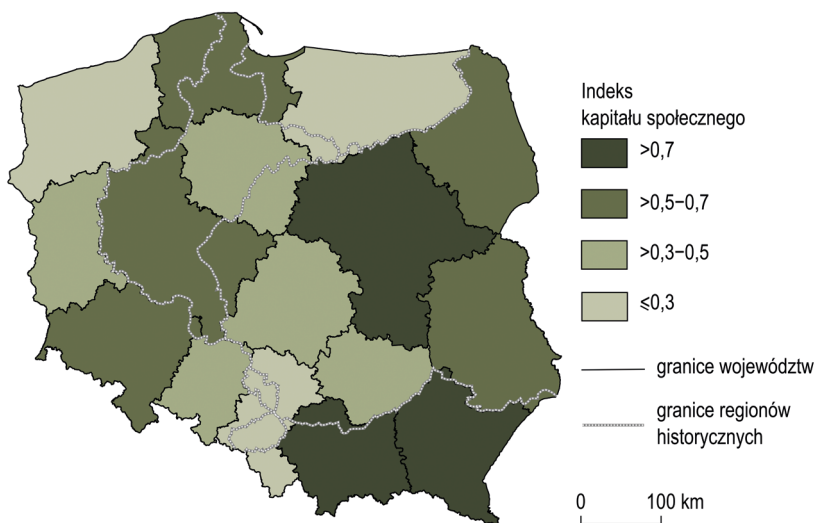 Indeks
kapitału społecznego
>0,7
>0,5–0,7
>0,3–0,5
⩽0,3
granice województw
granice regionów
historycznych
0 100 km